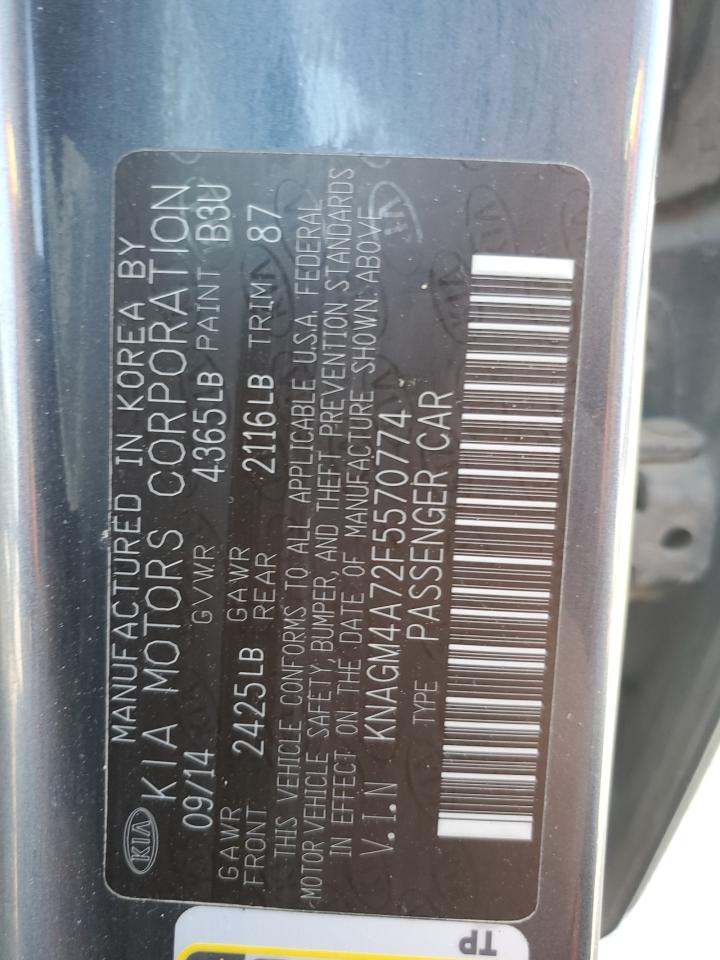 KIA
MANUFACTURED IN KOREA BY
KIA MOTORS CORPORATION
09/14 GVWR 4365LB PAINT B3U
GAWR FRONT 2425LB GAWR REAR 2116LB TRIM 87
THIS VEHICLE CONFORMS TO ALL APPLICABLE U.S.A. FEDERAL
MOTOR VEHICLE SAFETY, BUMPER, AND THEFT PREVENTION STANDARDS
IN EFFECT ON THE DATE OF MANUFACTURE SHOWN ABOVE
V.I.N KNAGM4A72F5570774
TYPE PASSENGER CAR
TP